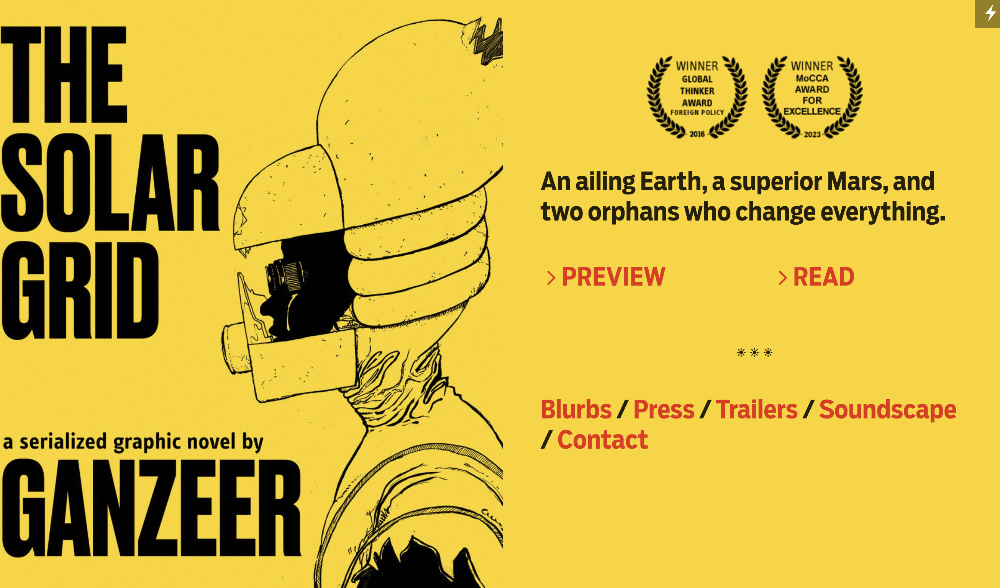 THE
SOLAR
GRID
a serialized graphic novel by
GANZEER
WINNER
GLOBAL
THINKER
AWARD
FOREIGN POLICY
2016
WINNER
MoCCA
AWARD
FOR
EXCELLENCE
2023
An ailing Earth, a superior Mars, and
two orphans who change everything.
> PREVIEW
> READ
Blurbs / Press / Trailers / Soundscape
/ Contact